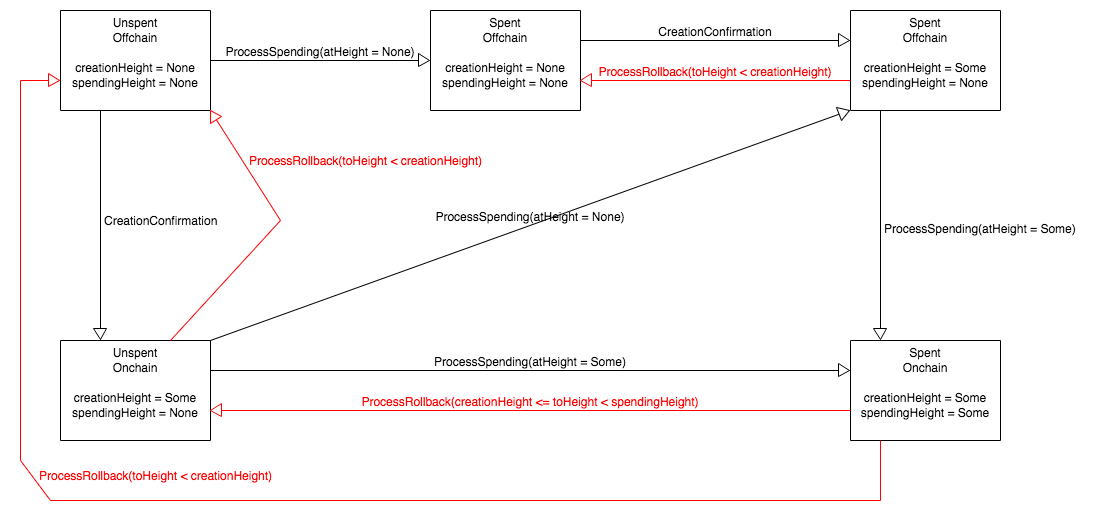 Unspent
Offchain
creationHeight = None
spendingHeight = None
ProcessSpending(atHeight = None)
Spent
Offchain
creationHeight = None
spendingHeight = None
CreationConfirmation
ProcessRollback(toHeight < creationHeight)
Spent
Offchain
creationHeight = Some
spendingHeight = None
ProcessRollback(toHeight < creationHeight)
CreationConfirmation
ProcessSpending(atHeight = None)
ProcessSpending(atHeight = Some)
Unspent
Onchain
creationHeight = Some
spendingHeight = None
ProcessSpending(atHeight = Some)
ProcessRollback(creationHeight <= toHeight < spendingHeight)
Spent
Onchain
creationHeight = Some
spendingHeight = Some
ProcessRollback(toHeight < creationHeight)